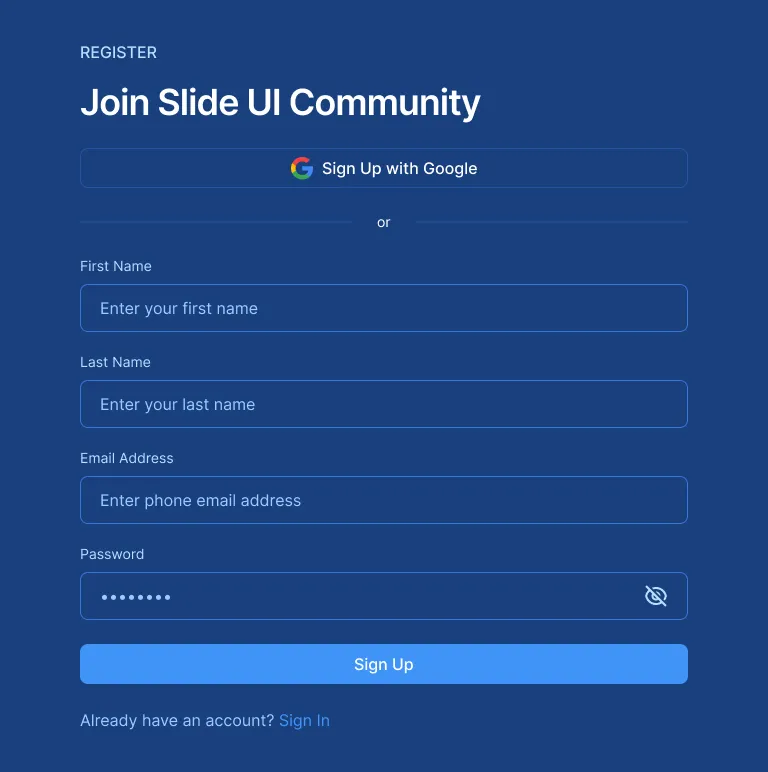 REGISTER
Join Slide UI Community
Sign Up with Google
or
First Name
Enter your first name
Last Name
Enter your last name
Email Address
Enter phone email address
Password
••••••••
Sign Up
Already have an account? Sign In